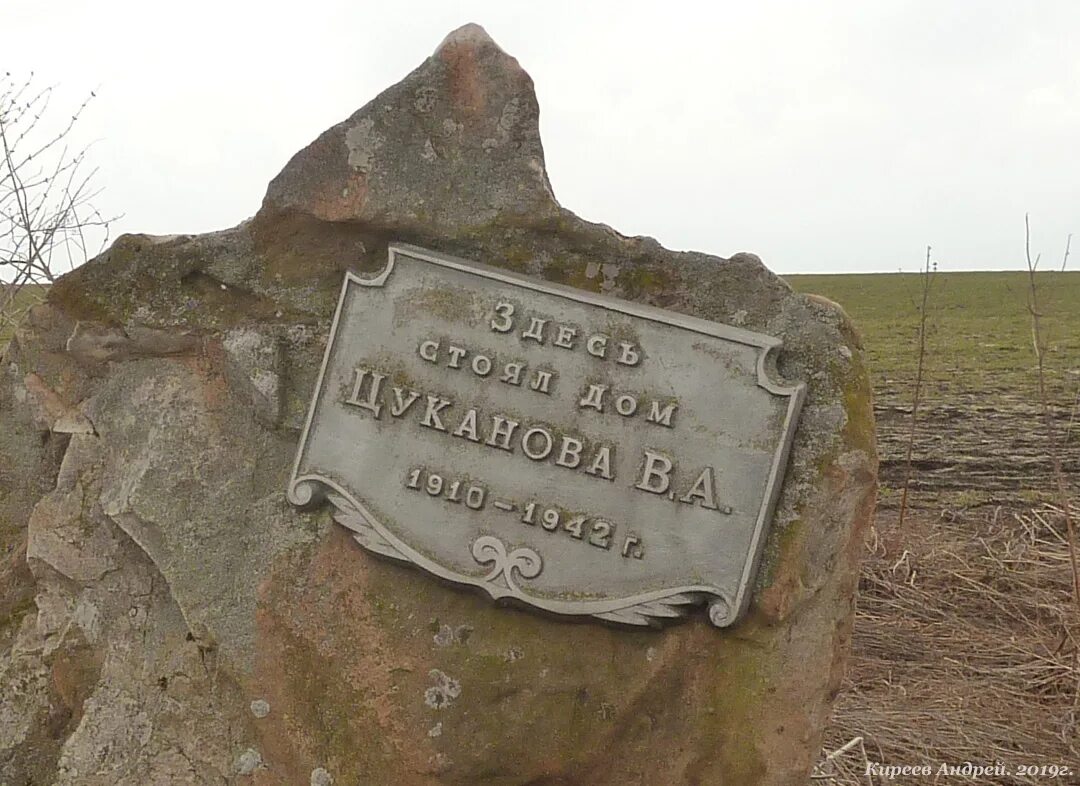 Здесь
стоял дом
Цуканова В.А.
1910-1942 г.
Киреев Андрей. 2019г.